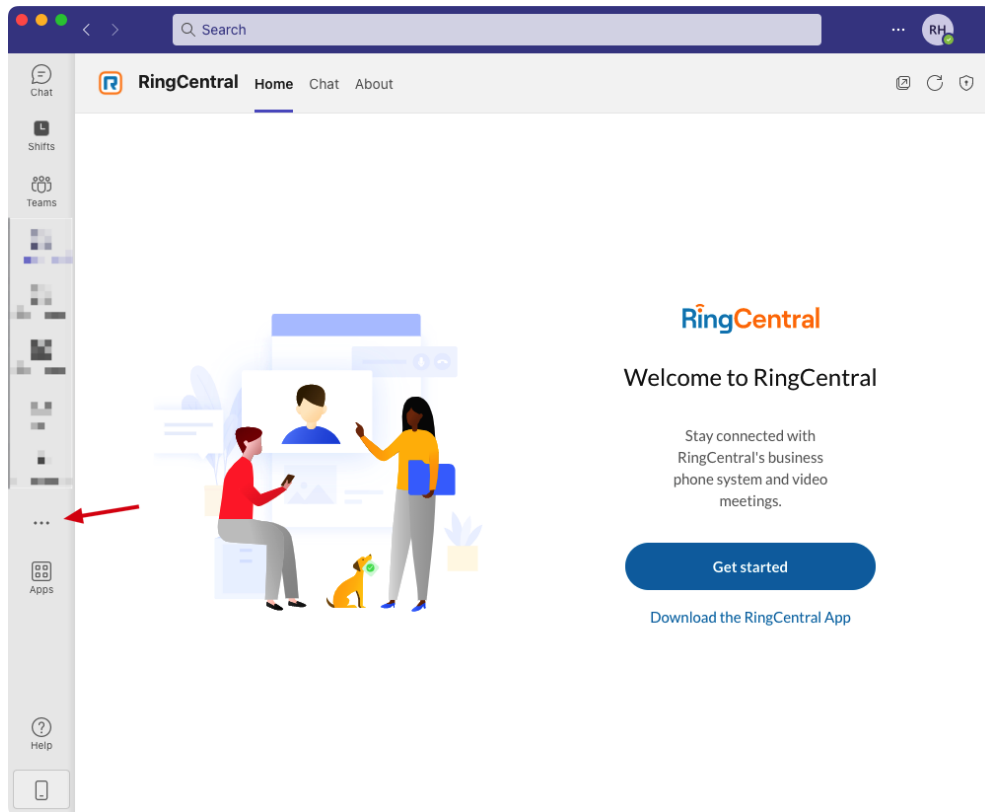 Search
RH
Chat
Shifts
Teams
Apps
Help
RingCentral Home Chat About
RingCentral
Welcome to RingCentral
Stay connected with
RingCentral's business
phone system and video
meetings.
Get started
Download the RingCentral App